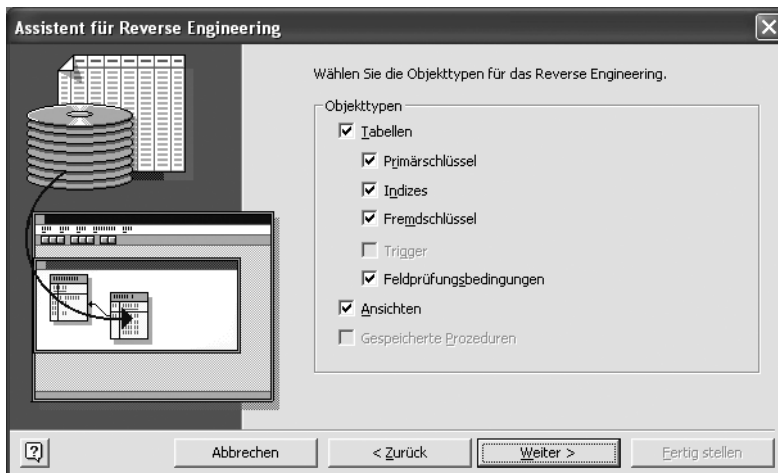 Assistent für Reverse Engineering
Wählen Sie die Objekttypen für das Reverse Engineering.
Objekttypen
Tabellen
Primärschlüssel
Indizes
Fremdschlüssel
Trigger
Feldprüfungsbedingungen
Ansichten
Gespeicherte Prozeduren
?
Abbrechen
< Zurück
Weiter >
Fertig stellen